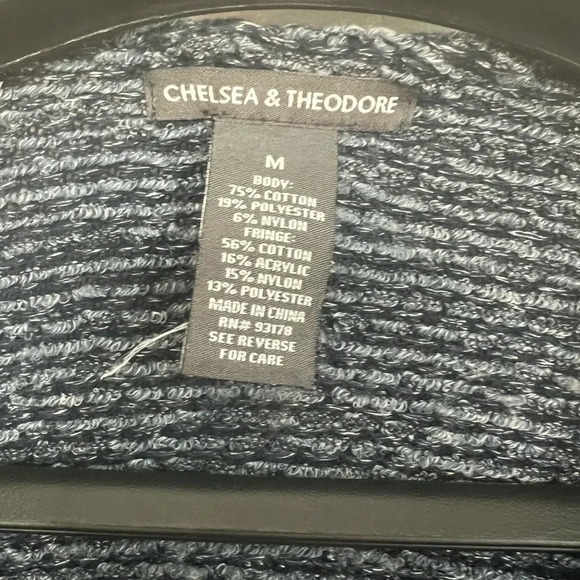 CHELSEA & THEODORE
M
BODY:
75% COTTON
19% POLYESTER
6% NYLON
FRINGE:
56% COTTON
16% ACRYLIC
15% NYLON
13% POLYESTER
MADE IN CHINA
RN# 93178
SEE REVERSE
FOR CARE